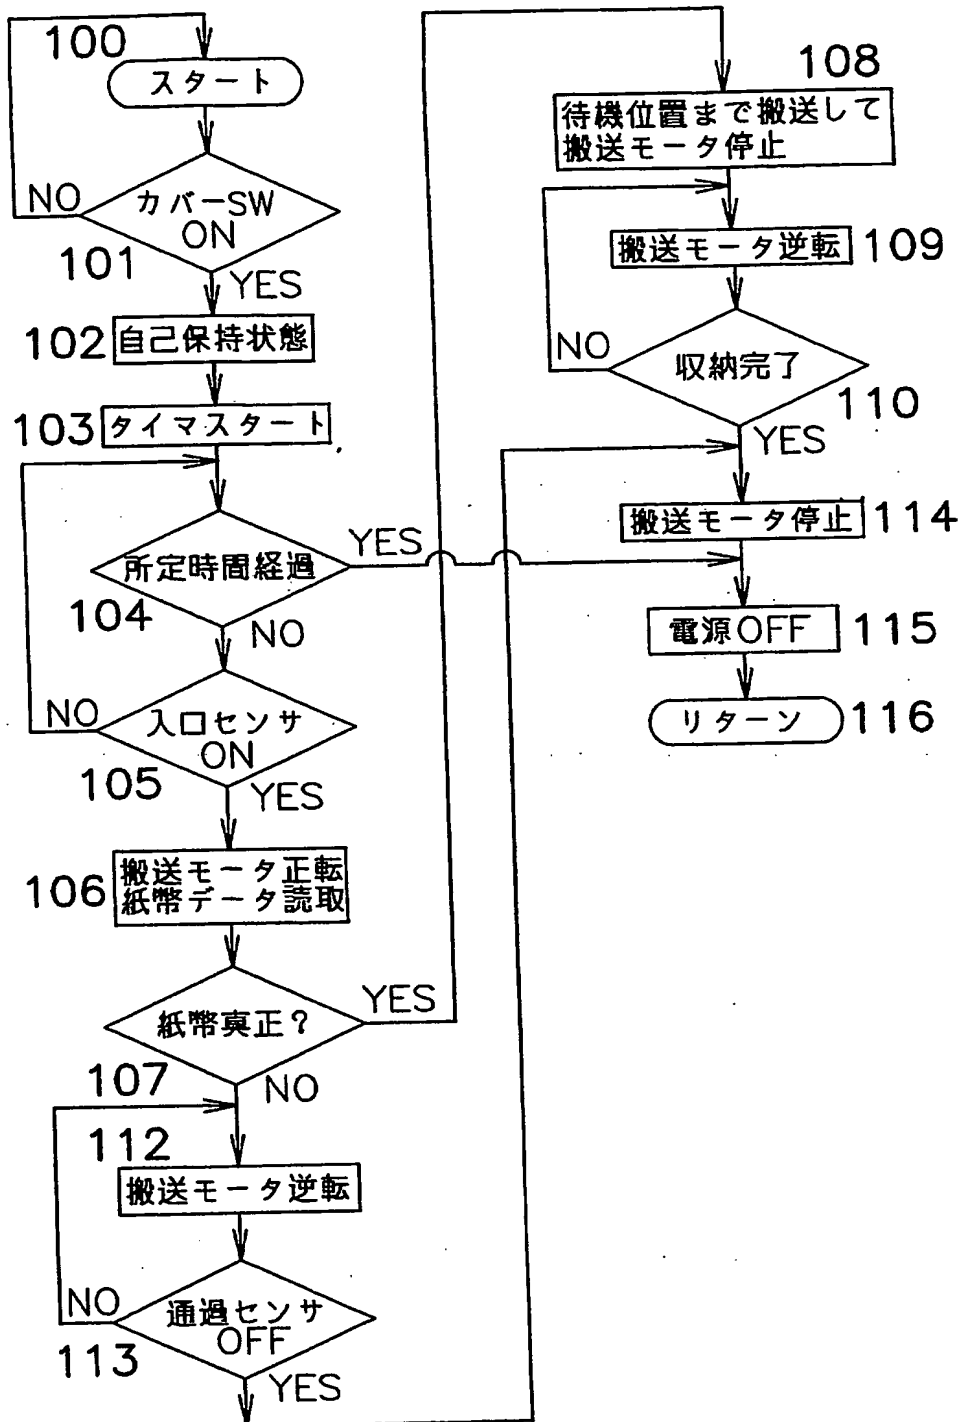 100
スタート
NO
カバーSW
ON
101
YES
102
自己保持状態
103
タイマスタート
所定時間経過
YES
104
NO
NO
入口センサ
ON
105
YES
106
搬送モータ正転
紙幣データ読取
紙幣真正?
YES
107
NO
112
搬送モータ逆転
NO
通過センサ
OFF
113
YES
108
待機位置まで搬送して
搬送モータ停止
搬送モータ逆転
109
NO
収納完了
110
YES
搬送モータ停止
114
電源OFF
115
リターン
116